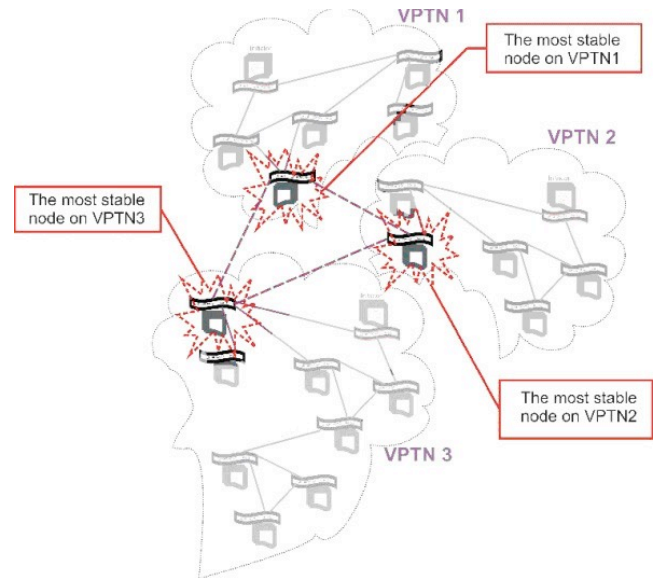 VPTN 1
The most stable
node on VPTN1
VPTN 2
The most stable
node on VPTN3
The most stable
node on VPTN2
VPTN 3